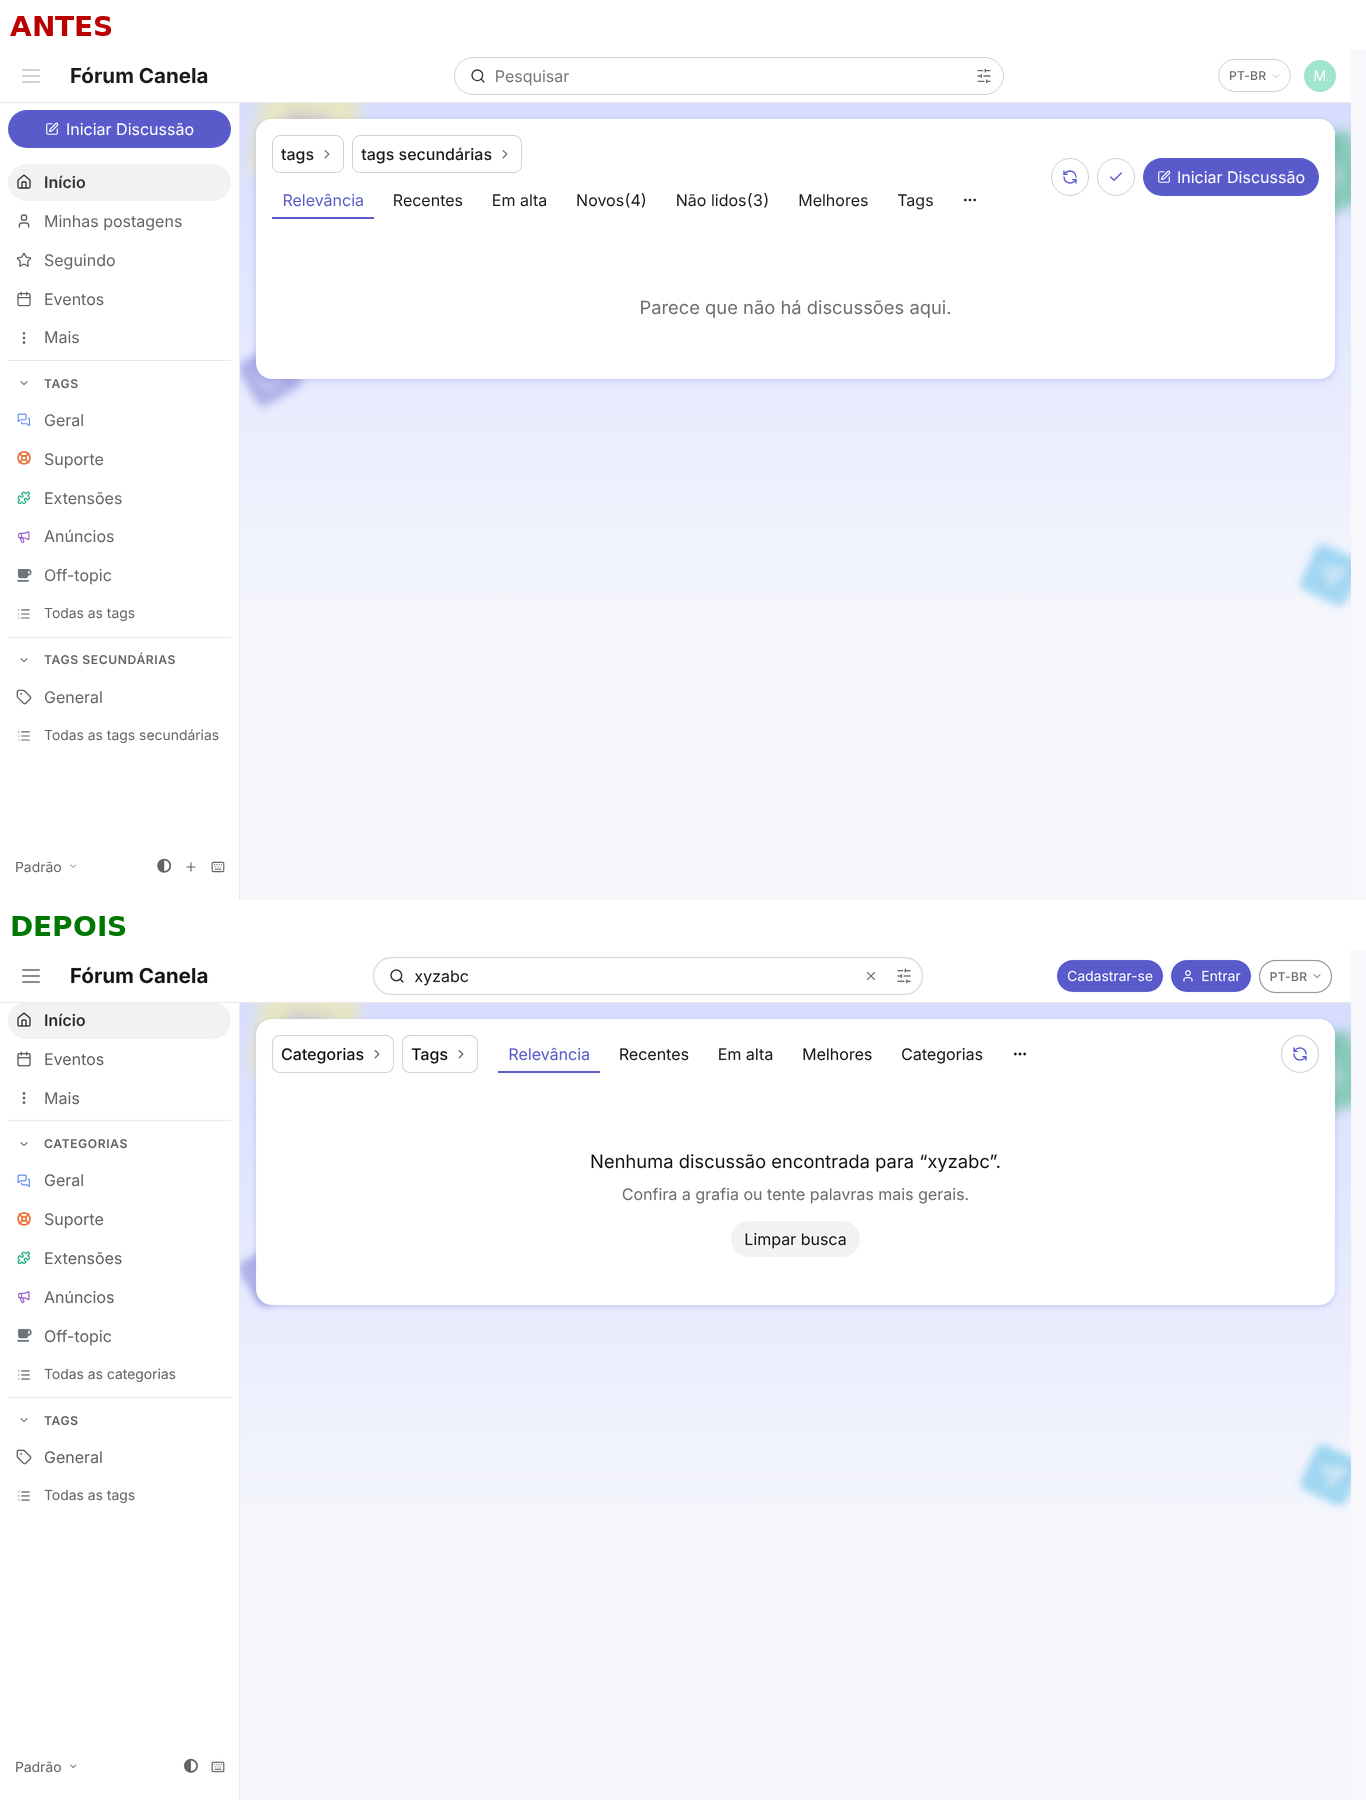 ANTES
Fórum Canela
Pesquisar
PT-BR
M
Iniciar Discussão
Início
Minhas postagens
Seguindo
Eventos
Mais
TAGS
Geral
Suporte
Extensões
Anúncios
Off-topic
Todas as tags
TAGS SECUNDÁRIAS
General
Todas as tags secundárias
Padrão
tags
tags secundárias
Iniciar Discussão
Relevância Recentes Em alta Novos(4) Não lidos(3) Melhores Tags ···
Parece que não há discussões aqui.
DEPOIS
Fórum Canela
xyzabc
Cadastrar-se
Entrar
PT-BR
Início
Eventos
Mais
CATEGORIAS
Geral
Suporte
Extensões
Anúncios
Off-topic
Todas as categorias
TAGS
General
Todas as tags
Padrão
Categorias Tags Relevância Recentes Em alta Melhores Categorias ···
Nenhuma discussão encontrada para “xyzabc”.
Confira a grafia ou tente palavras mais gerais.
Limpar busca